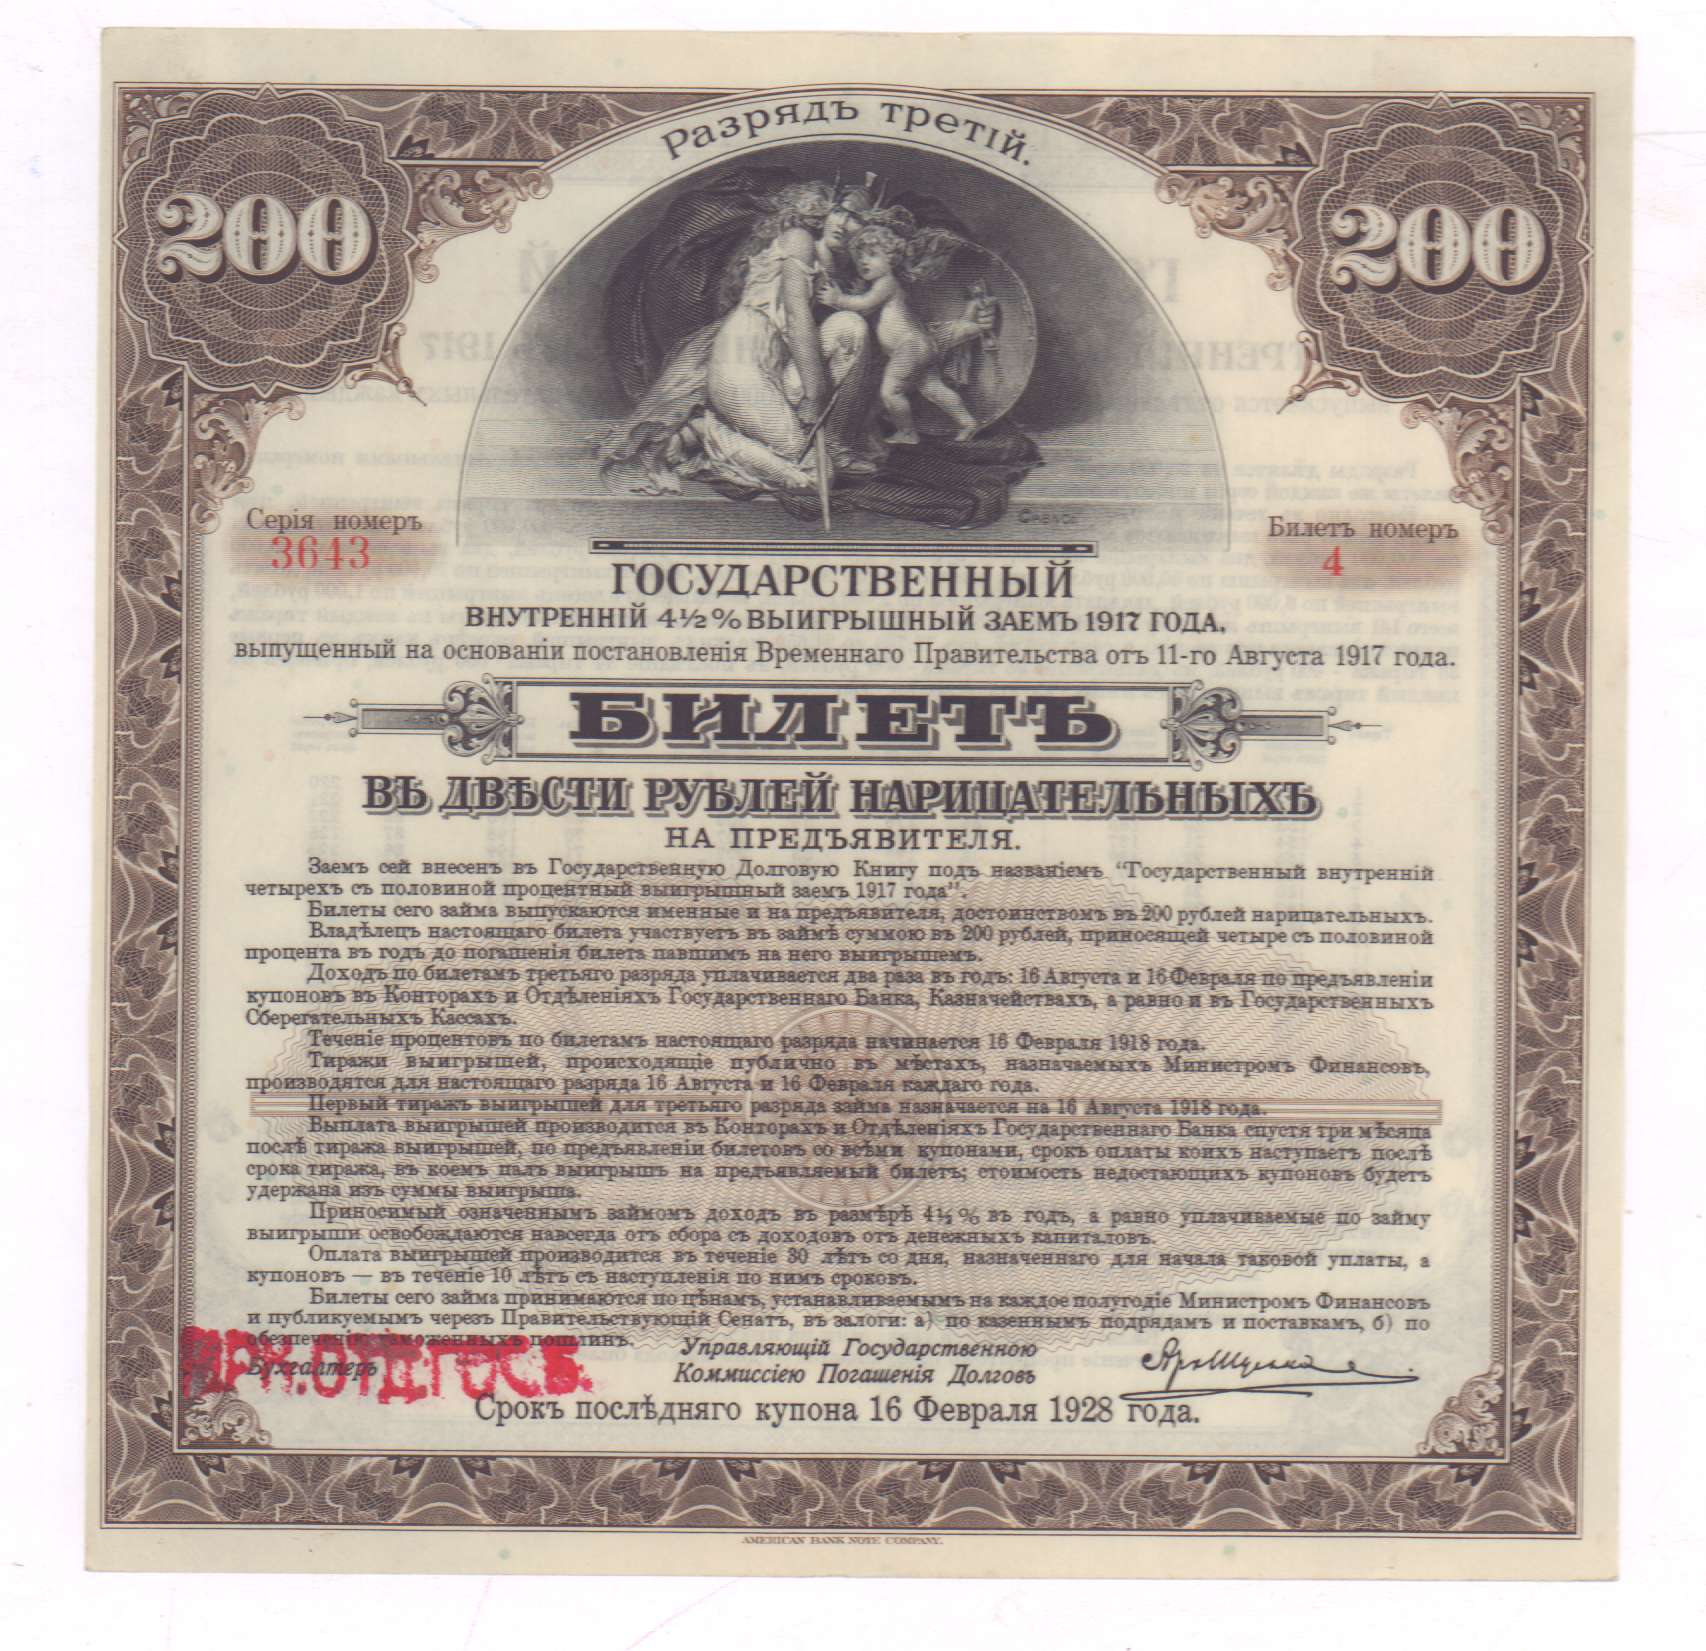 Разрядъ третій.
200
200
Серія номеръ
3643
Билетъ номеръ
4
ГОСУДАРСТВЕННЫЙ
ВНУТРЕННІЙ 4½% ВЫИГРЫШНЫЙ ЗАЕМЪ 1917 ГОДА,
выпущенный на основаніи постановленія Временнаго Правительства отъ 11-го Августа 1917 года.
БИЛЕТЪ
ВЪ ДВѢСТИ РУБЛЕЙ НАРИЦАТЕЛЬНЫХЪ
НА ПРЕДЪЯВИТЕЛЯ.
Заемъ сей внесенъ въ Государственную Долговую Книгу подъ названіемъ "Государственный внутренній
четырехъ съ половиной процентный выигрышный заемъ 1917 года".
Билеты сего займа выпускаются именные и на предъявителя, достоинствомъ въ 200 рублей нарицательныхъ.
Владѣлецъ настоящаго билета участвуетъ въ займѣ суммою въ 200 рублей, приносящей четыре съ половиной
процента въ годъ до погашенія билета павшимъ на него выигрышемъ.
Доходъ по билетамъ третьяго разряда уплачивается два раза въ годъ: 16 Августа и 16 Февраля по предъявленіи
купоновъ въ Конторахъ и Отдѣленіяхъ Государственнаго Банка, Казначействахъ, а равно и въ Государственныхъ
Сберегательныхъ Кассахъ.
Теченіе процентовъ по билетамъ настоящаго разряда начинается 16 Февраля 1918 года.
Тиражи выигрышей, происходящіе публично въ мѣстахъ, назначаемыхъ Министромъ Финансовъ,
производятся для настоящаго разряда 16 Августа и 16 Февраля каждаго года.
Первый тиражъ выигрышей для третьяго разряда займа назначается на 16 Августа 1918 года.
Выплата выигрышей производится въ Конторахъ и Отдѣленіяхъ Государственнаго Банка спустя три мѣсяца
послѣ тиража выигрышей, по предъявленіи билетовъ со всѣми купонами, срокъ оплаты коихъ наступаетъ послѣ
срока тиража, въ коемъ палъ выигрышъ на предъявляемый билетъ; стоимость недостающихъ купоновъ будетъ
удержана изъ суммы выигрыша.
Приносимый означеннымъ займомъ доходъ въ размѣрѣ 4½% въ годъ, а равно уплачиваемые по займу
выигрыши освобождаются навсегда отъ сбора съ доходовъ отъ денежныхъ капиталовъ.
Оплата выигрышей производится въ теченіе 30 лѣтъ со дня, назначеннаго для начала таковой уплаты, а
купоновъ — въ теченіе 10 лѣтъ съ наступленія по нимъ сроковъ.
Билеты сего займа принимаются по цѣнамъ, устанавливаемымъ на каждое полугодіе Министромъ Финансовъ
и публикуемымъ черезъ Правительствующій Сенатъ, въ залоги: а) по казеннымъ подрядамъ и поставкамъ, б) по
обезпеченію таможенныхъ пошлинъ.
Бухгалтеръ
Управляющій Государственною
Коммиссіею Погашенія Долговъ
Срокъ послѣдняго купона 16 Февраля 1928 года.
AMERICAN BANK NOTE COMPANY.